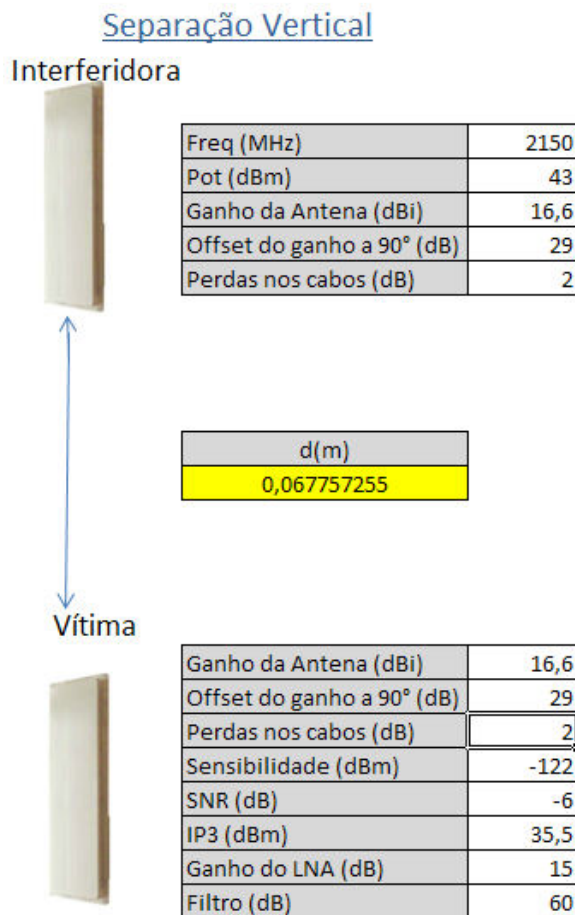 Separação Vertical
Interferidora
Freq (MHz) 2150
Pot (dBm) 43
Ganho da Antena (dBi) 16,6
Offset do ganho a 90° (dB) 29
Perdas nos cabos (dB) 2
d(m)
0,067757255
Vítima
Ganho da Antena (dBi) 16,6
Offset do ganho a 90° (dB) 29
Perdas nos cabos (dB) 2
Sensibilidade (dBm) -122
SNR (dB) -6
IP3 (dBm) 35,5
Ganho do LNA (dB) 15
Filtro (dB) 60